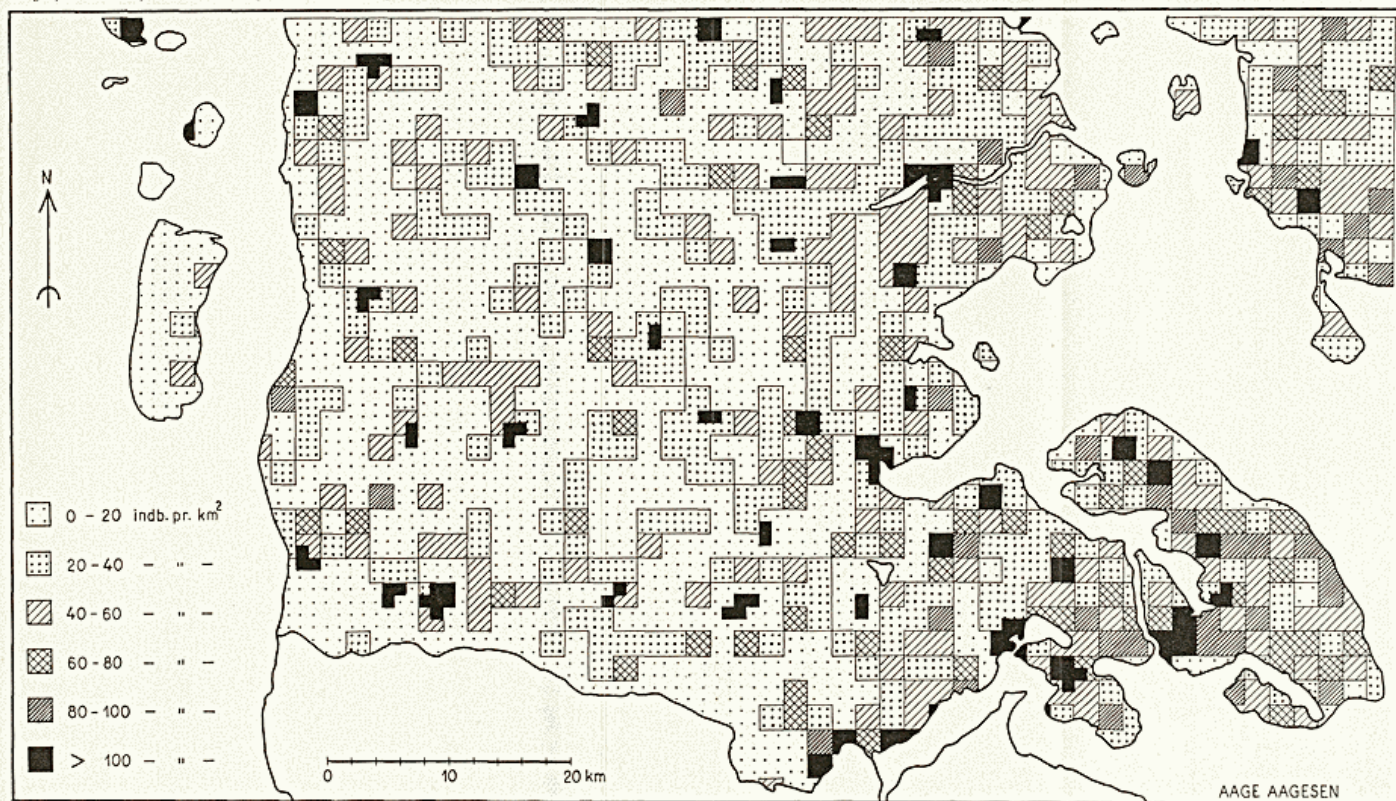 N
0 – 20 indb. pr. km²
20 – 40 – " –
40 – 60 – " –
60 – 80 – " –
80 – 100 – " –
> 100 – " –
0 10 20 km
AAGE AAGESEN